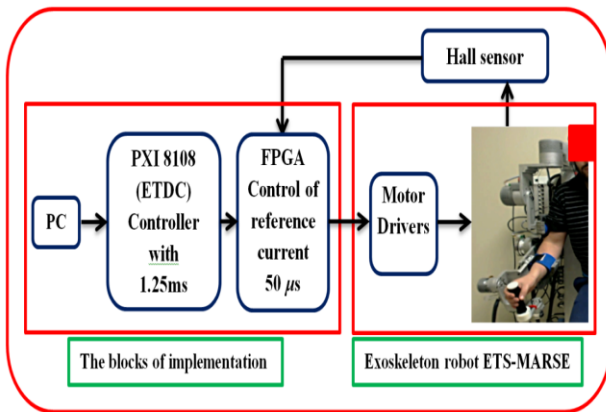 Hall sensor
PC
PXI 8108
(ETDC)
Controller
with
1.25ms
FPGA
Control of
reference
current
50 μs
Motor
Drivers
The blocks of implementation
Exoskeleton robot ETS-MARSE